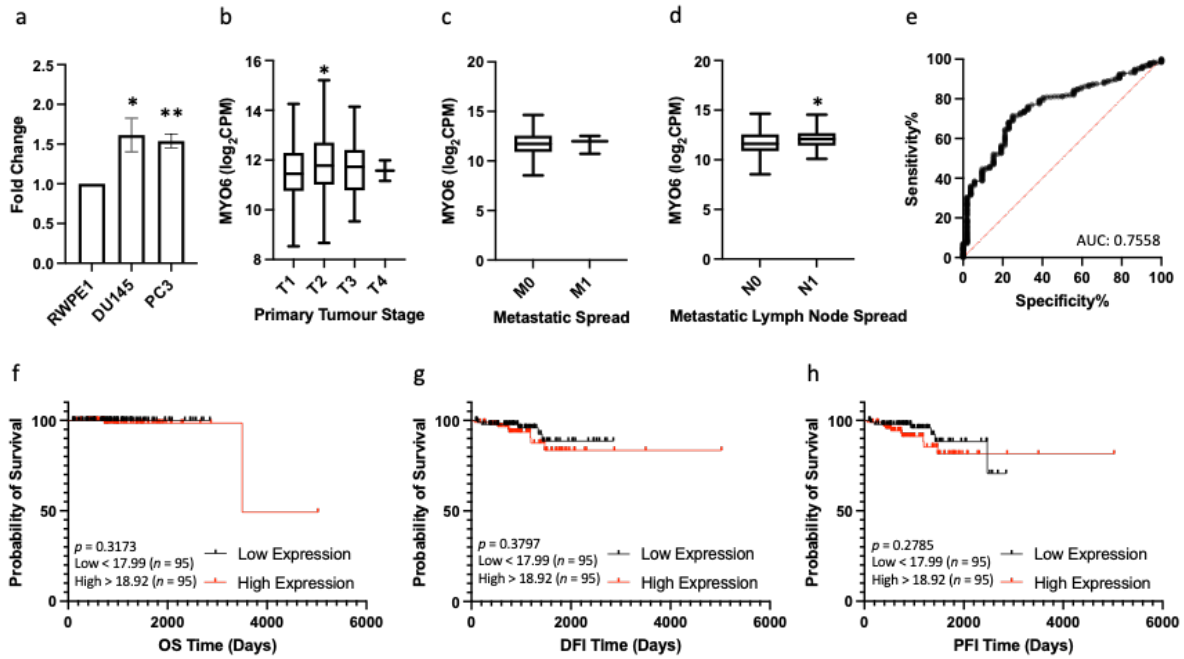 a
Fold Change
2.5
2.0
1.5
1.0
0.5
0.0
*
**
RWPE1
DU145
PC3
b
MYO6 (log₂CPM)
16
14
12
10
8
*
T1
T2
T3
T4
Primary Tumour Stage
c
MYO6 (log₂CPM)
20
15
10
5
0
M0
M1
Metastatic Spread
d
MYO6 (log₂CPM)
20
15
10
5
0
*
N0
N1
Metastatic Lymph Node Spread
e
Sensitivity%
100
80
60
40
20
0
AUC: 0.7558
0 20 40 60 80 100
Specificity%
f
Probability of Survival
100
50
0
p = 0.3173
Low < 17.99 (n = 95)
High > 18.92 (n = 95)
Low Expression
High Expression
0 2000 4000 6000
OS Time (Days)
g
Probability of Survival
100
50
0
p = 0.3797
Low < 17.99 (n = 95)
High > 18.92 (n = 95)
Low Expression
High Expression
0 2000 4000 6000
DFI Time (Days)
h
Probability of Survival
100
50
0
p = 0.2785
Low < 17.99 (n = 95)
High > 18.92 (n = 95)
Low Expression
High Expression
0 2000 4000 6000
PFI Time (Days)